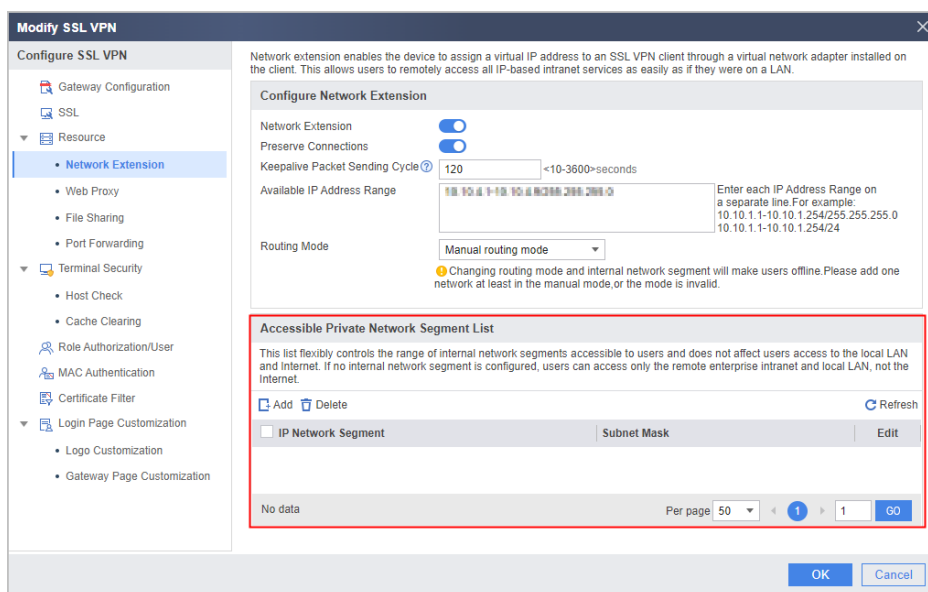 Modify SSL VPN
Configure SSL VPN
Gateway Configuration
SSL
Resource
Network Extension
Web Proxy
File Sharing
Port Forwarding
Terminal Security
Host Check
Cache Clearing
Role Authorization/User
MAC Authentication
Certificate Filter
Login Page Customization
Logo Customization
Gateway Page Customization
Network extension enables the device to assign a virtual IP address to an SSL VPN client through a virtual network adapter installed on
the client. This allows users to remotely access all IP-based intranet services as easily as if they were on a LAN.
Configure Network Extension
Network Extension
Preserve Connections
Keepalive Packet Sending Cycle ? 120 <10-3600>seconds
Available IP Address Range
Enter each IP Address Range on
a separate line.For example:
10.10.1.1-10.10.1.254/255.255.255.0
10.10.1.1-10.10.1.254/24
Routing Mode Manual routing mode
Changing routing mode and internal network segment will make users offline.Please add one
network at least in the manual mode,or the mode is invalid.
Accessible Private Network Segment List
This list flexibly controls the range of internal network segments accessible to users and does not affect users access to the local LAN
and Internet. If no internal network segment is configured, users can access only the remote enterprise intranet and local LAN, not the
Internet.
Add Delete Refresh
IP Network Segment Subnet Mask Edit
No data Per page 50 1 1 GO
OK Cancel